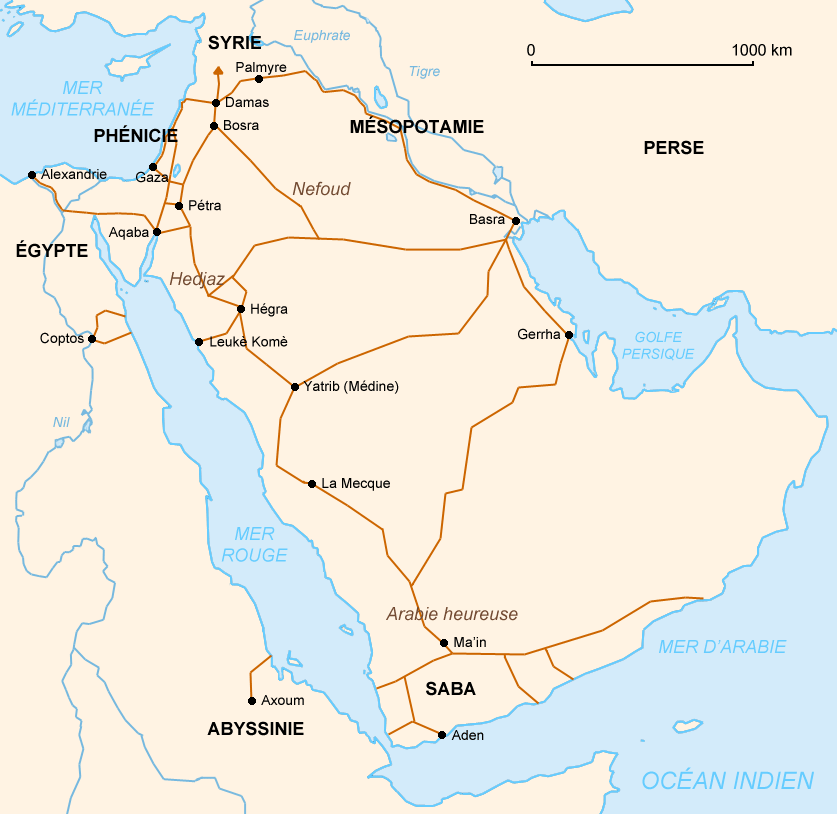 Euphrate
SYRIE
0
1000 km
Palmyre
Tigre
MER
MÉDITERRANÉE
Damas
Bosra
MÉSOPOTAMIE
PHÉNICIE
PERSE
Alexandrie
Gaza
Nefoud
Pétra
Basra
Aqaba
ÉGYPTE
Hedjaz
Hégra
Coptos
Leukè Komè
Gerrha
GOLFE
PERSIQUE
Yatrib (Médine)
Nil
La Mecque
MER
ROUGE
Arabie heureuse
Ma’in
MER D’ARABIE
SABA
Axoum
ABYSSINIE
Aden
OCÉAN INDIEN